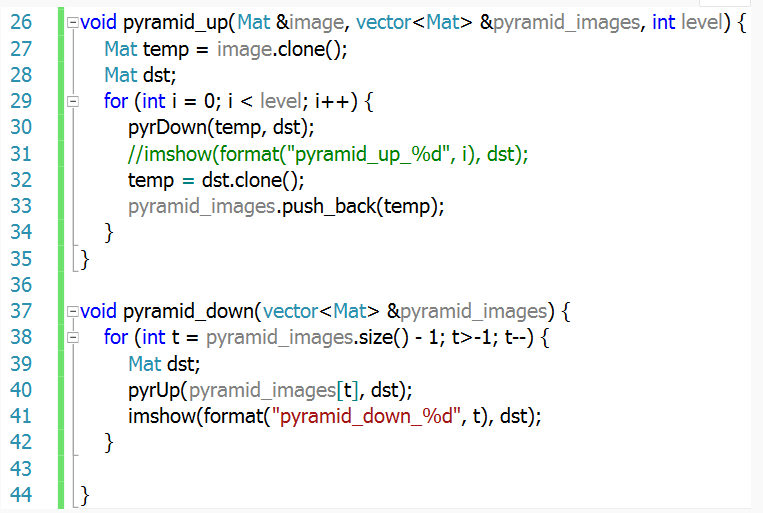 26 void pyramid_up(Mat &image, vector<Mat> &pyramid_images, int level) {
27 Mat temp = image.clone();
28 Mat dst;
29 for (int i = 0; i < level; i++) {
30 pyrDown(temp, dst);
31 //imshow(format("pyramid_up_%d", i), dst);
32 temp = dst.clone();
33 pyramid_images.push_back(temp);
34 }
35 }
36
37 void pyramid_down(vector<Mat> &pyramid_images) {
38 for (int t = pyramid_images.size() - 1; t>-1; t--) {
39 Mat dst;
40 pyrUp(pyramid_images[t], dst);
41 imshow(format("pyramid_down_%d", t), dst);
42 }
43
44 }